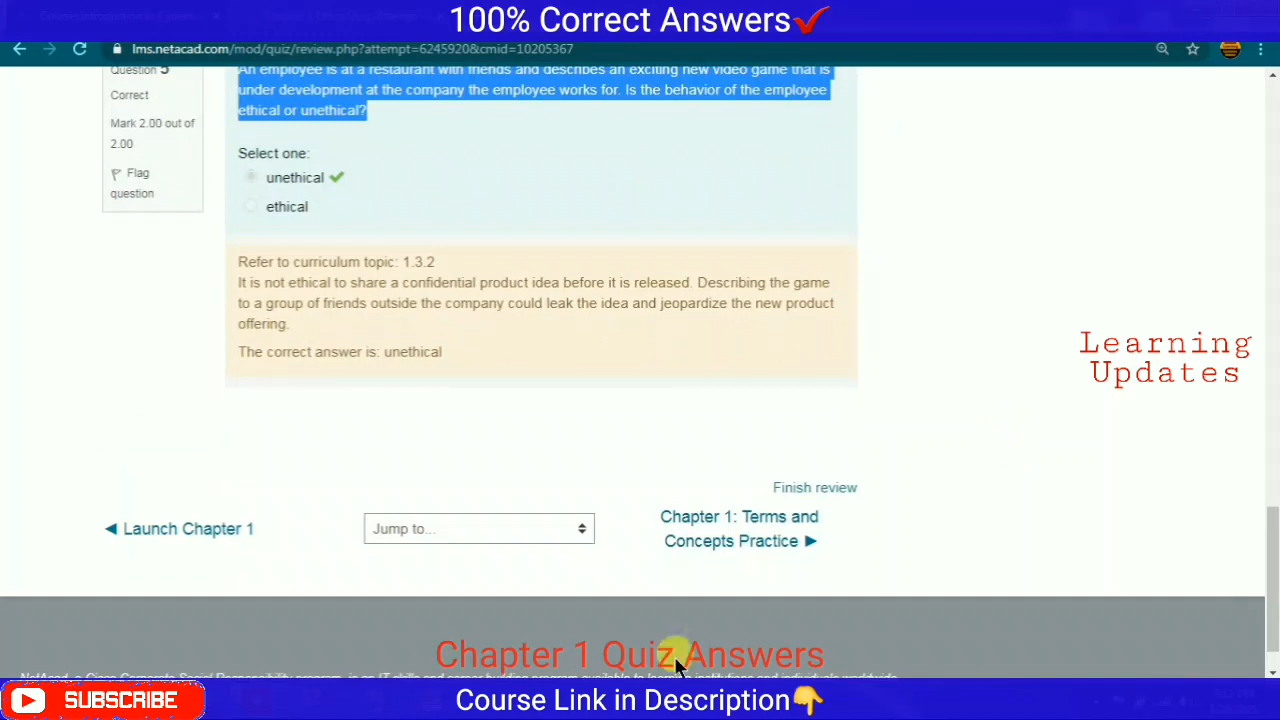 100% Correct Answers
lms.netacad.com/mod/quiz/review.php?attempt=6245920&cmid=10205367
Question 5
Correct
Mark 2.00 out of
2.00
Flag
question
An employee is at a restaurant with friends and describes an exciting new video game that is
under development at the company the employee works for. Is the behavior of the employee
ethical or unethical?
Select one:
unethical
ethical
Refer to curriculum topic: 1.3.2
It is not ethical to share a confidential product idea before it is released. Describing the game
to a group of friends outside the company could leak the idea and jeopardize the new product
offering.
The correct answer is: unethical
Learning
Updates
Finish review
Launch Chapter 1
Jump to...
Chapter 1: Terms and
Concepts Practice
Chapter 1 Quiz Answers
SUBSCRIBE
Course Link in Description